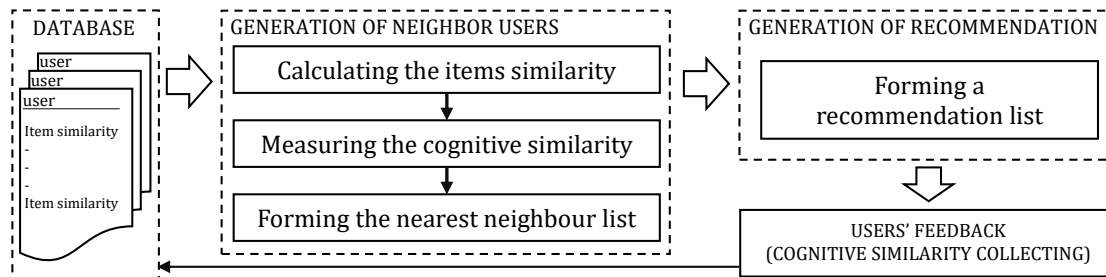 DATABASE
user
user
user
Item similarity
-
-
-
Item similarity
GENERATION OF NEIGHBOR USERS
Calculating the items similarity
Measuring the cognitive similarity
Forming the nearest neighbour list
GENERATION OF RECOMMENDATION
Forming a
recommendation list
USERS’ FEEDBACK
(COGNITIVE SIMILARITY COLLECTING)